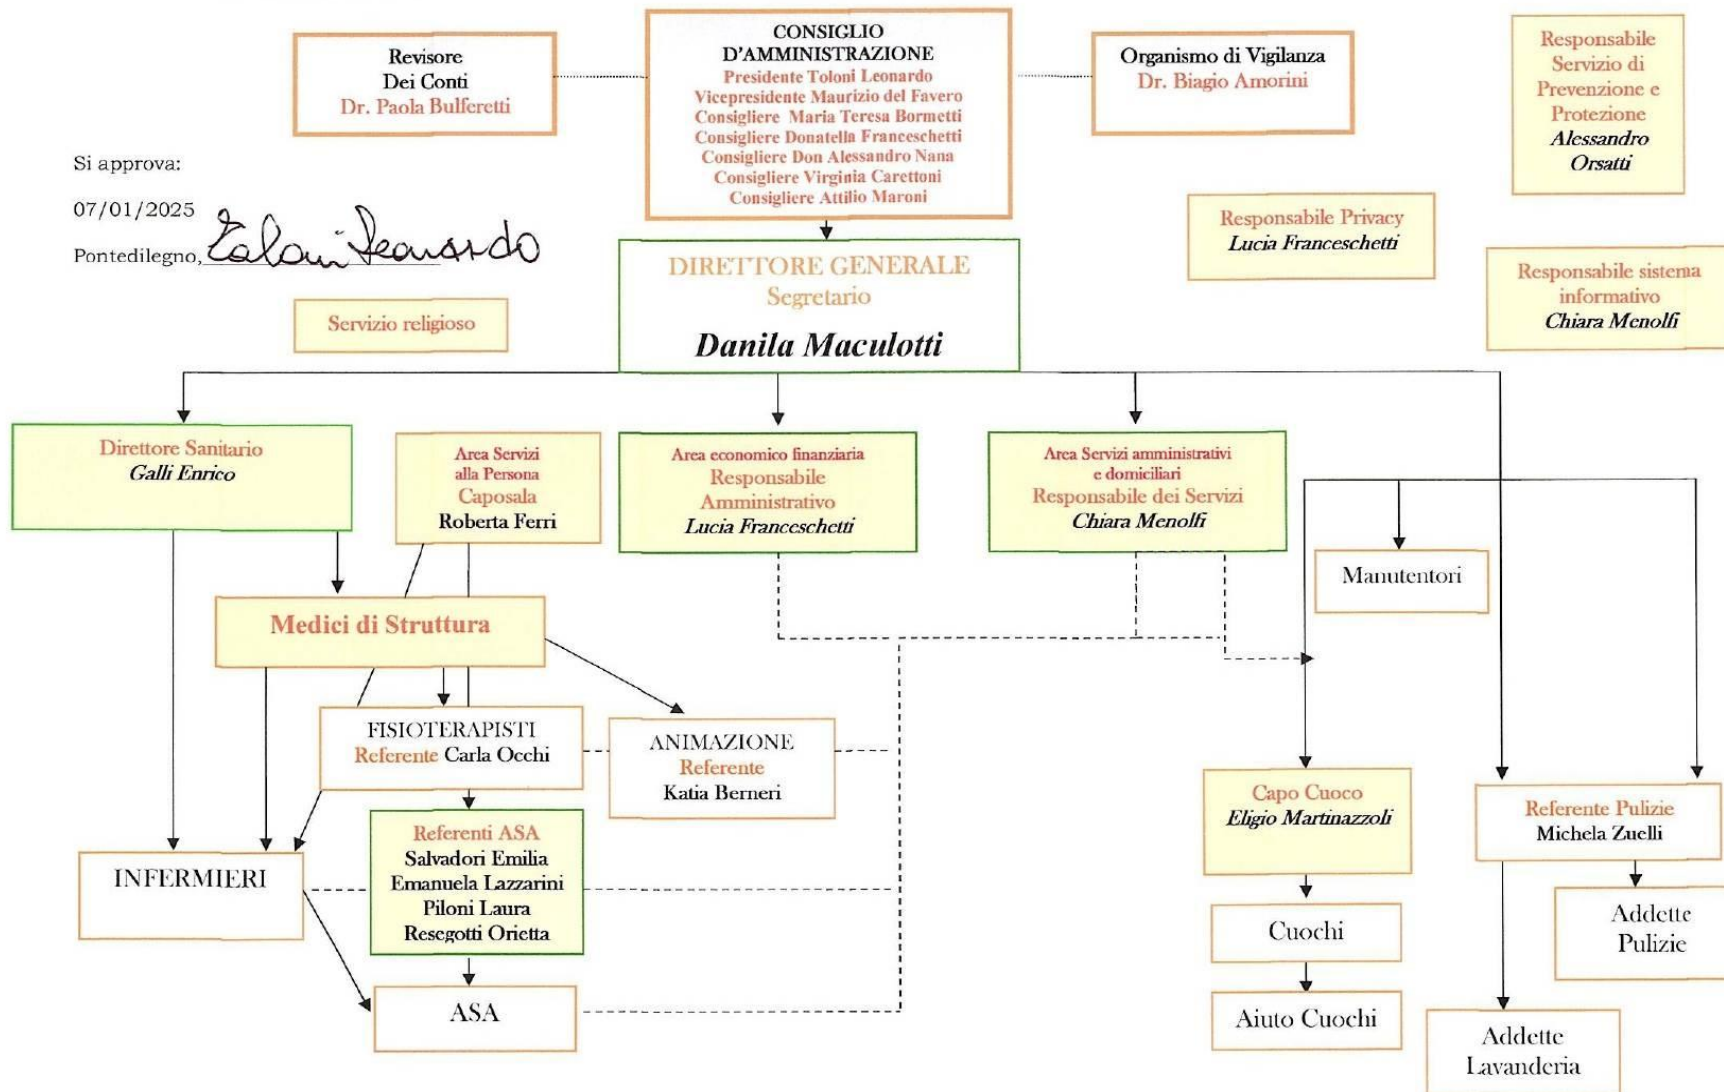 Revisore
Dei Conti
Dr. Paola Bulferetti
CONSIGLIO
D'AMMINISTRAZIONE
Presidente Toloni Leonardo
Vicepresidente Maurizio del Favero
Consigliere Maria Teresa Bormetti
Consigliere Donatella Franceschetti
Consigliere Don Alessandro Nana
Consigliere Virginia Carettoni
Consigliere Attilio Maroni
Organismo di Vigilanza
Dr. Biagio Amorini
Responsabile
Servizio di
Prevenzione e
Protezione
Alessandro
Orsatti
Si approva:
07/01/2025
Pontedilegno, Toloni Leonardo
Responsabile Privacy
Lucia Franceschetti
Responsabile sistema
informativo
Chiara Menolfi
Servizio religioso
DIRETTORE GENERALE
Segretario
Danila Maculotti
Direttore Sanitario
Galli Enrico
Area Servizi
alla Persona
Caposala
Roberta Ferri
Area economico finanziaria
Responsabile
Amministrativo
Lucia Franceschetti
Area Servizi amministrativi
e domiciliari
Responsabile dei Servizi
Chiara Menolfi
Manutentori
Medici di Struttura
FISIOTERAPISTI
Referente Carla Occhi
ANIMAZIONE
Referente
Katia Berneri
Capo Cuoco
Eligio Martinazzoli
Referente Pulizie
Michela Zuelli
Referenti ASA
Salvadori Emilia
Emanuela Lazzarini
Piloni Laura
Resegotti Orietta
INFERMIERI
Cuochi
Addette
Pulizie
ASA
Aiuto Cuochi
Addette
Lavanderia